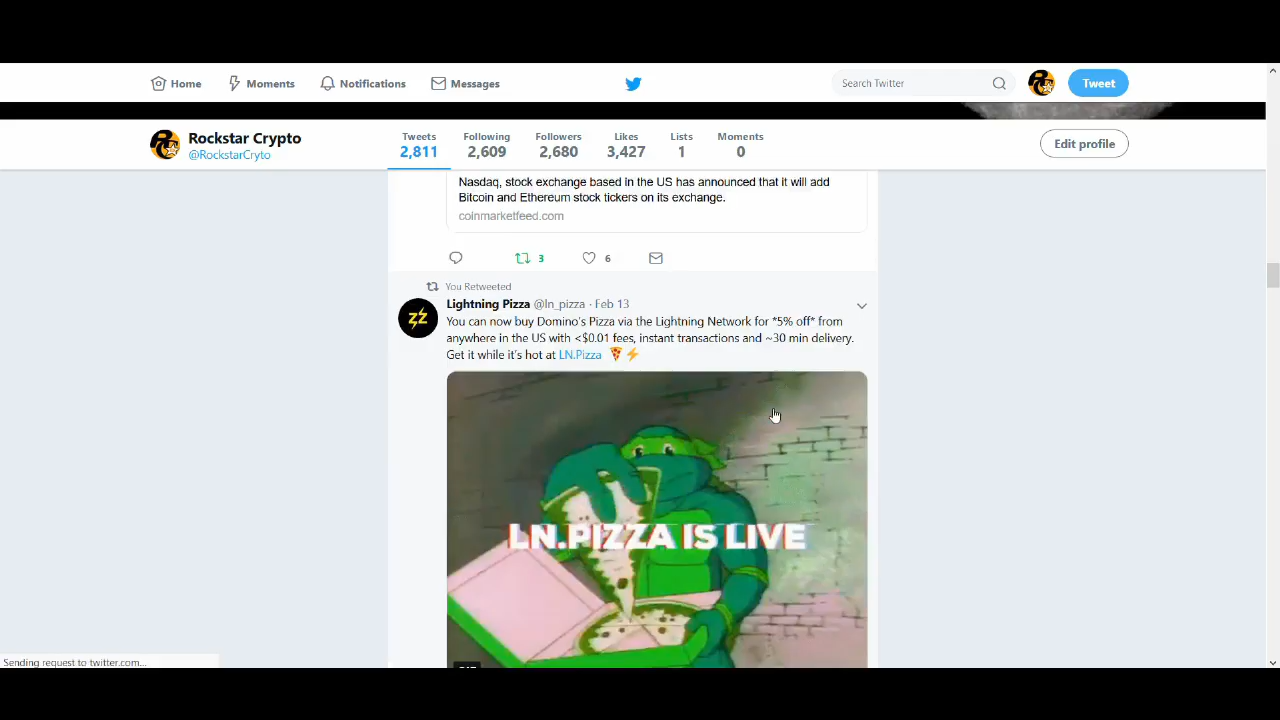 Home
Moments
Notifications
Messages
Search Twitter
Tweet
Rockstar Crypto
@RockstarCryto
Tweets
2,811
Following
2,609
Followers
2,680
Likes
3,427
Lists
1
Moments
0
Edit profile
Nasdaq, stock exchange based in the US has announced that it will add
Bitcoin and Ethereum stock tickers on its exchange.
coinmarketfeed.com
3
6
You Retweeted
Lightning Pizza @ln_pizza · Feb 13
You can now buy Domino's Pizza via the Lightning Network for *5% off* from
anywhere in the US with <$0.01 fees, instant transactions and ~30 min delivery.
Get it while it's hot at LN.Pizza 🍕⚡
LN.PIZZA IS LIVE
Sending request to twitter.com...